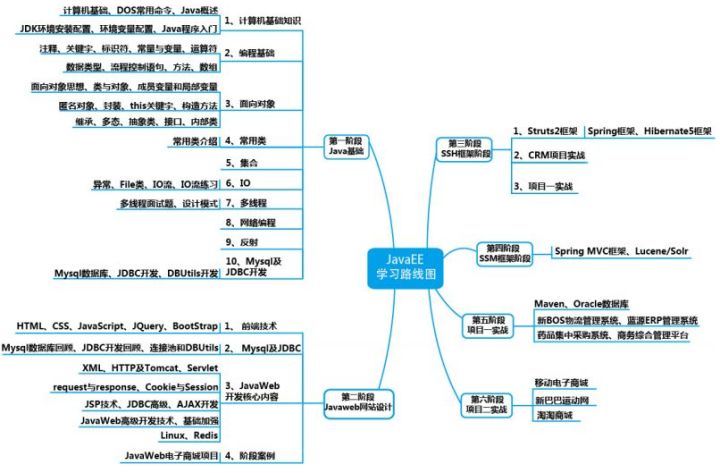 JavaEE
学习路线图
第一阶段
Java基础
1、计算机基础知识
计算机基础、DOS常用命令、Java概述
JDK环境安装配置、环境变量配置、Java程序入门
2、编程基础
注释、关键字、标识符、常量与变量、运算符
数据类型、流程控制语句、方法、数组
3、面向对象
面向对象思想、类与对象、成员变量和局部变量
匿名对象、封装、this关键字、构造方法
继承、多态、抽象类、接口、内部类
4、常用类
常用类介绍
5、集合
6、IO
异常、File类、IO流、IO流练习
7、多线程
多线程面试题、设计模式
8、网络编程
9、反射
10、Mysql及
JDBC开发
Mysql数据库、JDBC开发、DBUtils开发
第二阶段
Javaweb网站设计
1、 前端技术
HTML、CSS、JavaScript、JQuery、BootStrap
2、 Mysql及JDBC
Mysql数据库回顾、JDBC开发回顾、连接池和DBUtils
3、JavaWeb
开发核心内容
XML、HTTP及Tomcat、Servlet
request与response、Cookie与Session
JSP技术、JDBC高级、AJAX开发
JavaWeb高级开发技术、基础加强
Linux、Redis
4、阶段案例
JavaWeb电子商城项目
第三阶段
SSH框架阶段
1、Struts2框架
Spring框架、Hibernate5框架
2、CRM项目实战
3、项目一实战
第四阶段
SSM框架阶段
Spring MVC框架、Lucene/Solr
第五阶段
项目一实战
Maven、Oracle数据库
新BOS物流管理系统、蓝源ERP管理系统
药品集中采购系统、商务综合管理平台
第六阶段
项目二实战
移动电子商城
新巴巴运动网
淘淘商城